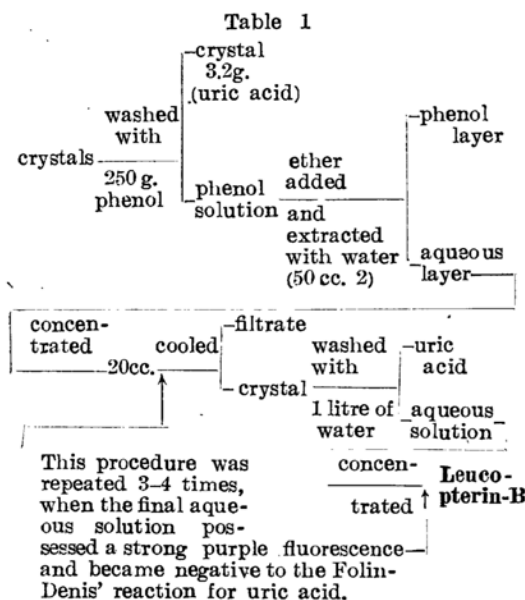 Table 1
crystal
3.2g.
(uric acid)
washed
with
crystals
250 g.
phenol
phenol
solution
ether
added
and
extracted
with water
(50 cc. 2)
phenol
layer
aqueous
layer
concen-
trated
20cc.
cooled
filtrate
crystal
washed
with
1 litre of
water
uric
acid
aqueous
solution
concen-
trated
Leuco-
pterin-B
This procedure was
repeated 3-4 times,
when the final aque-
ous solution pos-
sessed a strong purple fluorescence
and became negative to the Folin-
Denis' reaction for uric acid.